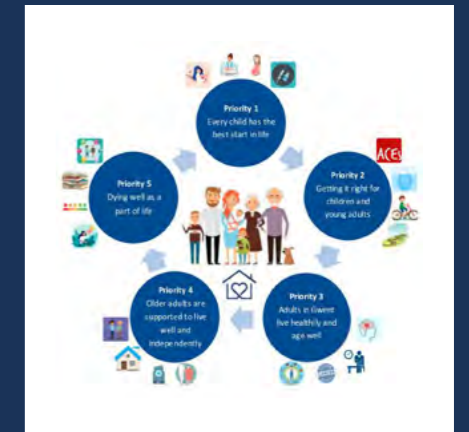 Priority 1
Every child has the
best start in life
ACEs
Priority 2
Getting it right for
children and
young adults
Priority 3
Adults in Gwent
live healthily and
age well
Priority 4
Older adults are
supported to live
well and
independently
Priority 5
Dying well as a
part of life